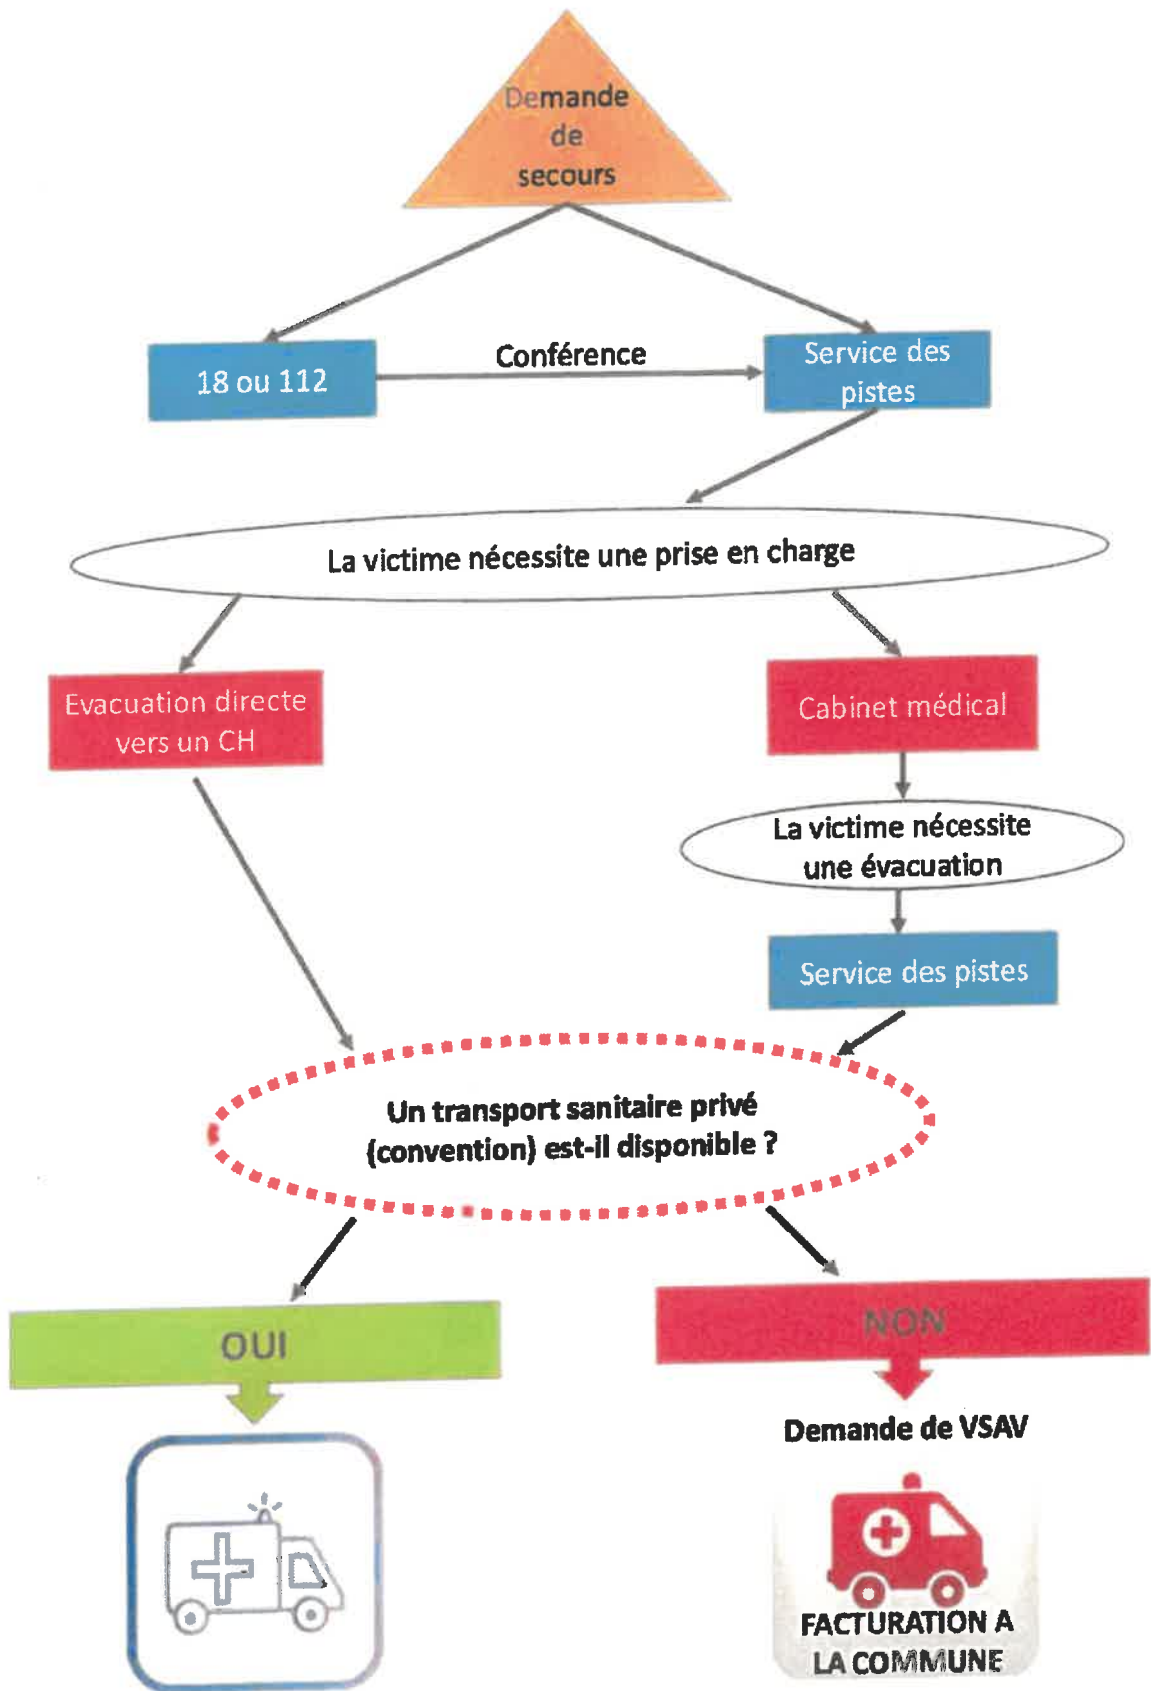 Demande
de
secours
18 ou 112
Conférence
Service des
pistes
La victime nécessite une prise en charge
Evacuation directe
vers un CH
Cabinet médical
La victime nécessite
une évacuation
Service des pistes
Un transport sanitaire privé
(convention) est-il disponible ?
OUI
NON
Demande de VSAV
FACTURATION A
LA COMMUNE